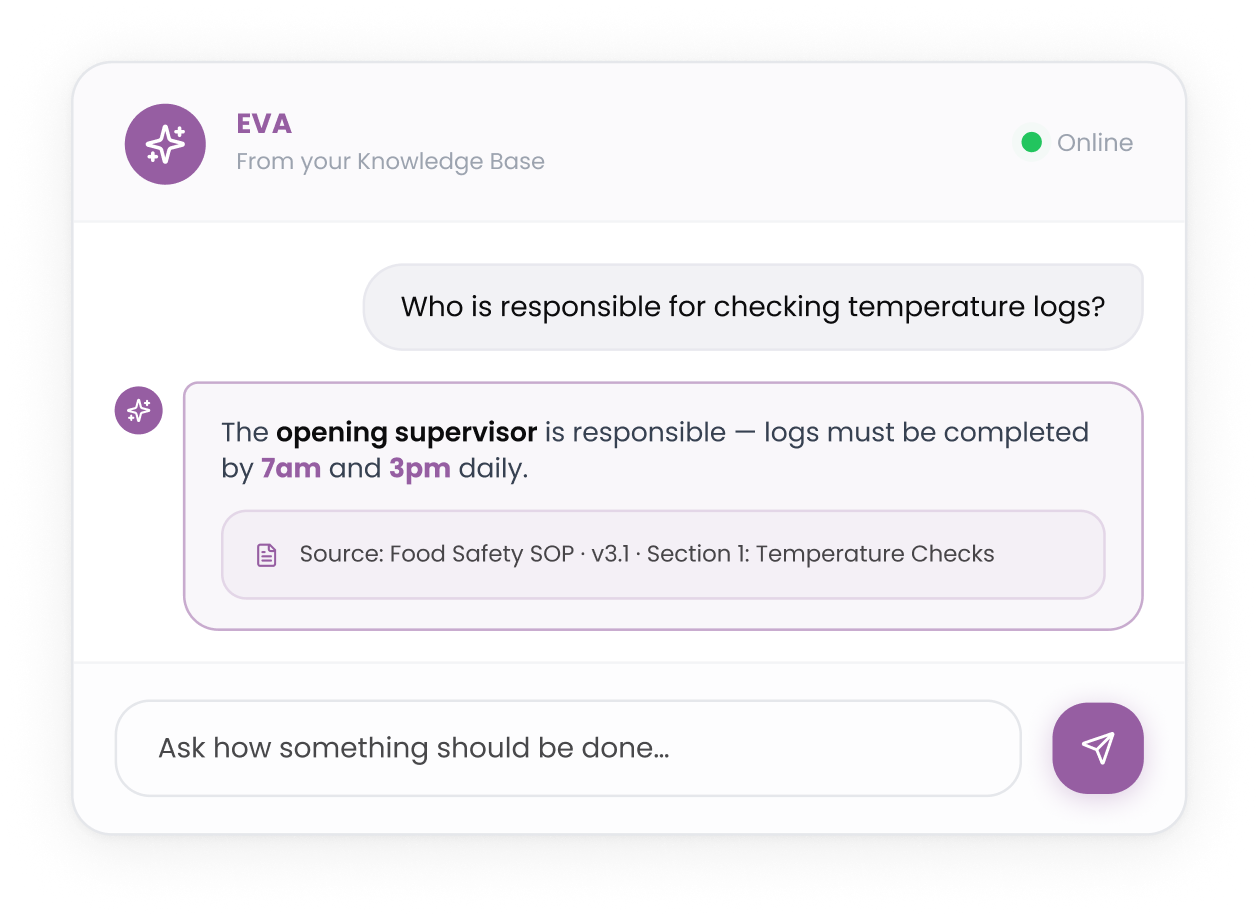 EVA
From your Knowledge Base
Online
Who is responsible for checking temperature logs?
The opening supervisor is responsible — logs must be completed
by 7am and 3pm daily.
Source: Food Safety SOP · v3.1 · Section 1: Temperature Checks
Ask how something should be done...